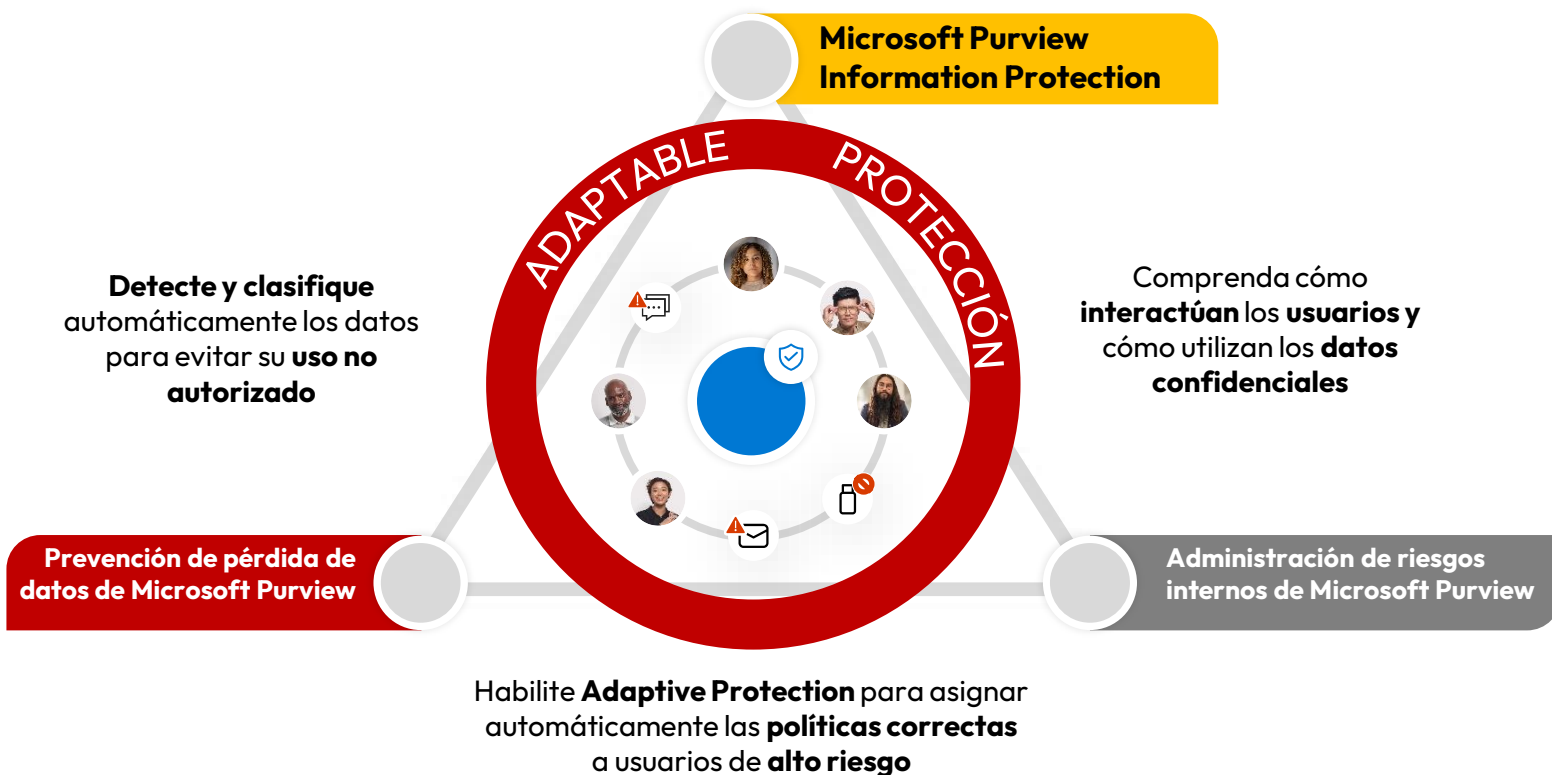 Microsoft Purview
Information Protection
ADAPTABLE PROTECCIÓN
Detecte y clasifique
automáticamente los datos
para evitar su uso no
autorizado
Comprenda cómo
interactúan los usuarios y
cómo utilizan los datos
confidenciales
Prevención de pérdida de
datos de Microsoft Purview
Administración de riesgos
internos de Microsoft Purview
Habilite Adaptive Protection para asignar
automáticamente las políticas correctas
a usuarios de alto riesgo